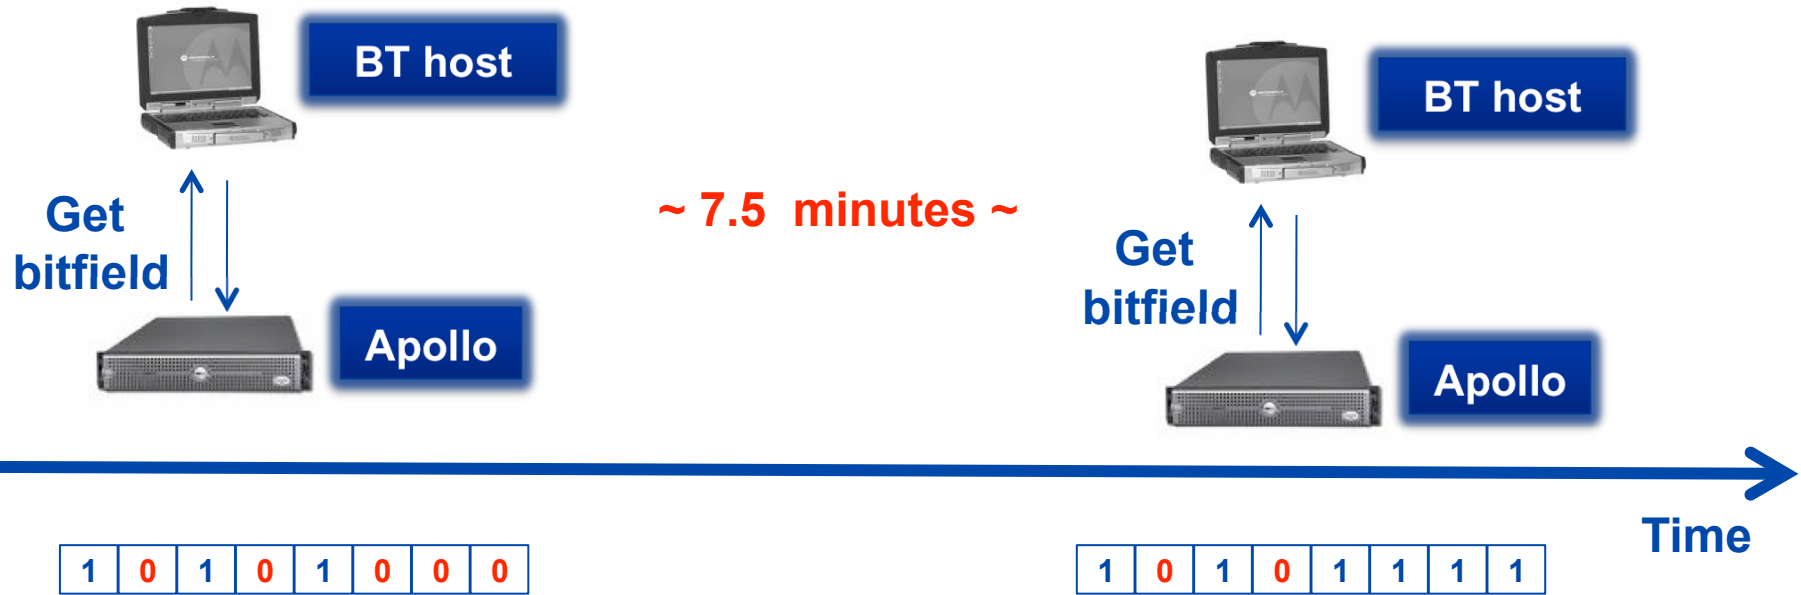 BT host
Get
bitfield
Apollo
~ 7.5 minutes ~
BT host
Get
bitfield
Apollo
Time
1 0 1 0 1 0 0 0
1 0 1 0 1 1 1 1